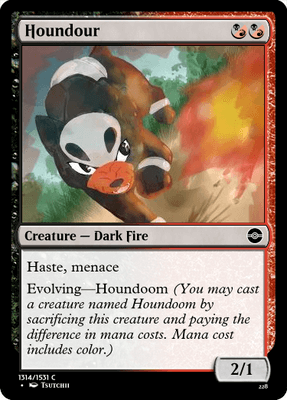 Houndour
Creature — Dark Fire
Haste, menace
Evolving—Houndoom (You may cast
a creature named Houndoom by
sacrificing this creature and paying the
difference in mana costs. Mana cost
includes color.)
2/1
1314/1531 C
• Tsutchii
228